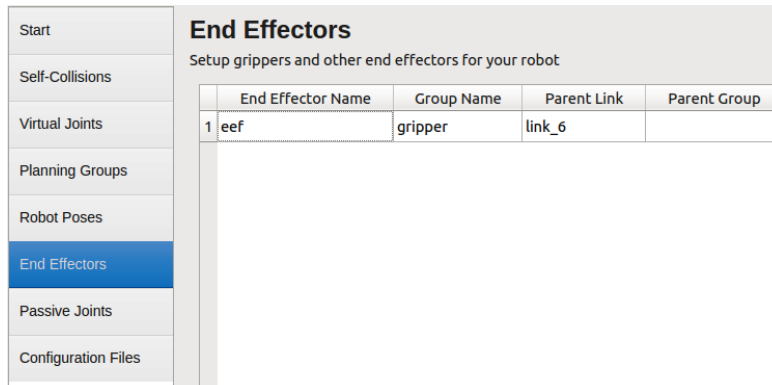 Start
Self-Collisions
Virtual Joints
Planning Groups
Robot Poses
End Effectors
Passive Joints
Configuration Files
End Effectors
Setup grippers and other end effectors for your robot
End Effector Name Group Name Parent Link Parent Group
1 eef gripper link_6